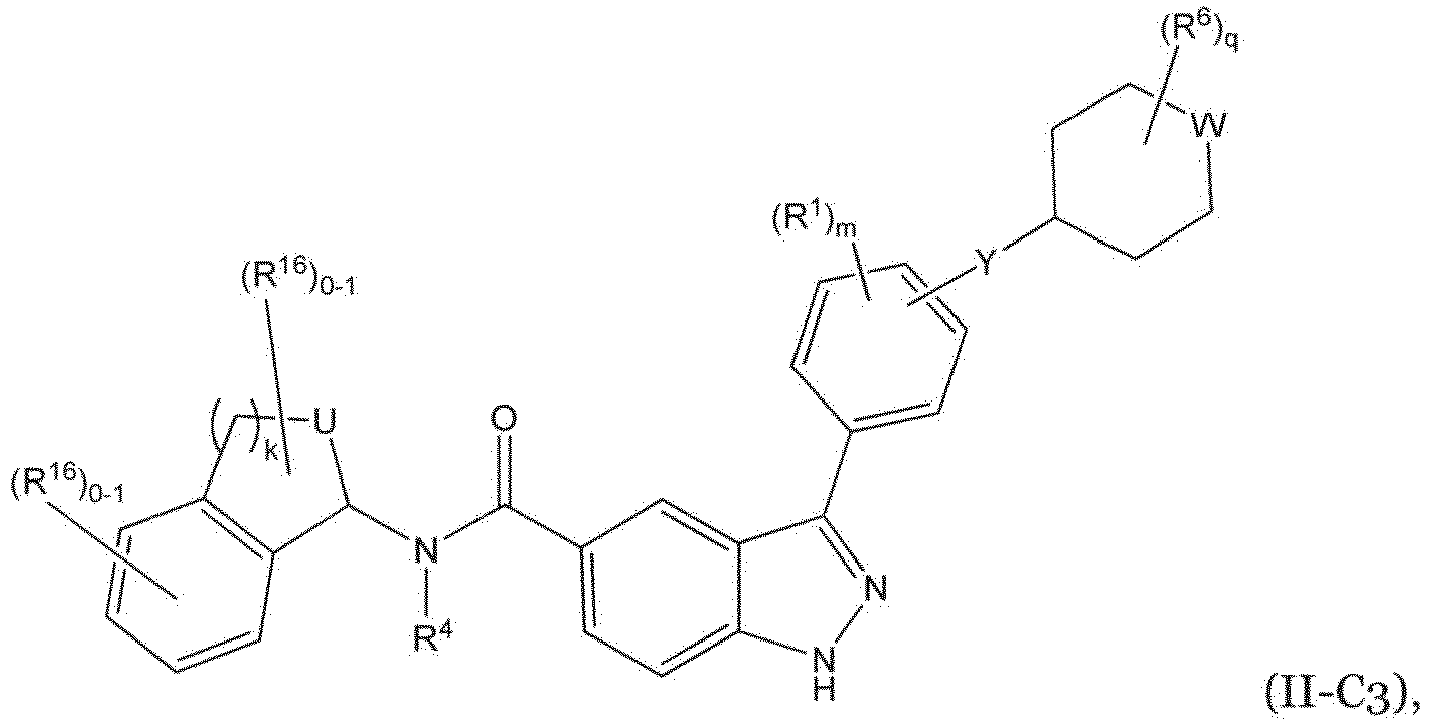 (R⁶)q
W
(R¹)m
Y
(R¹⁶)0-1
U
O
( )k
(R¹⁶)0-1
N
N
R⁴
N
H
(II-C3),